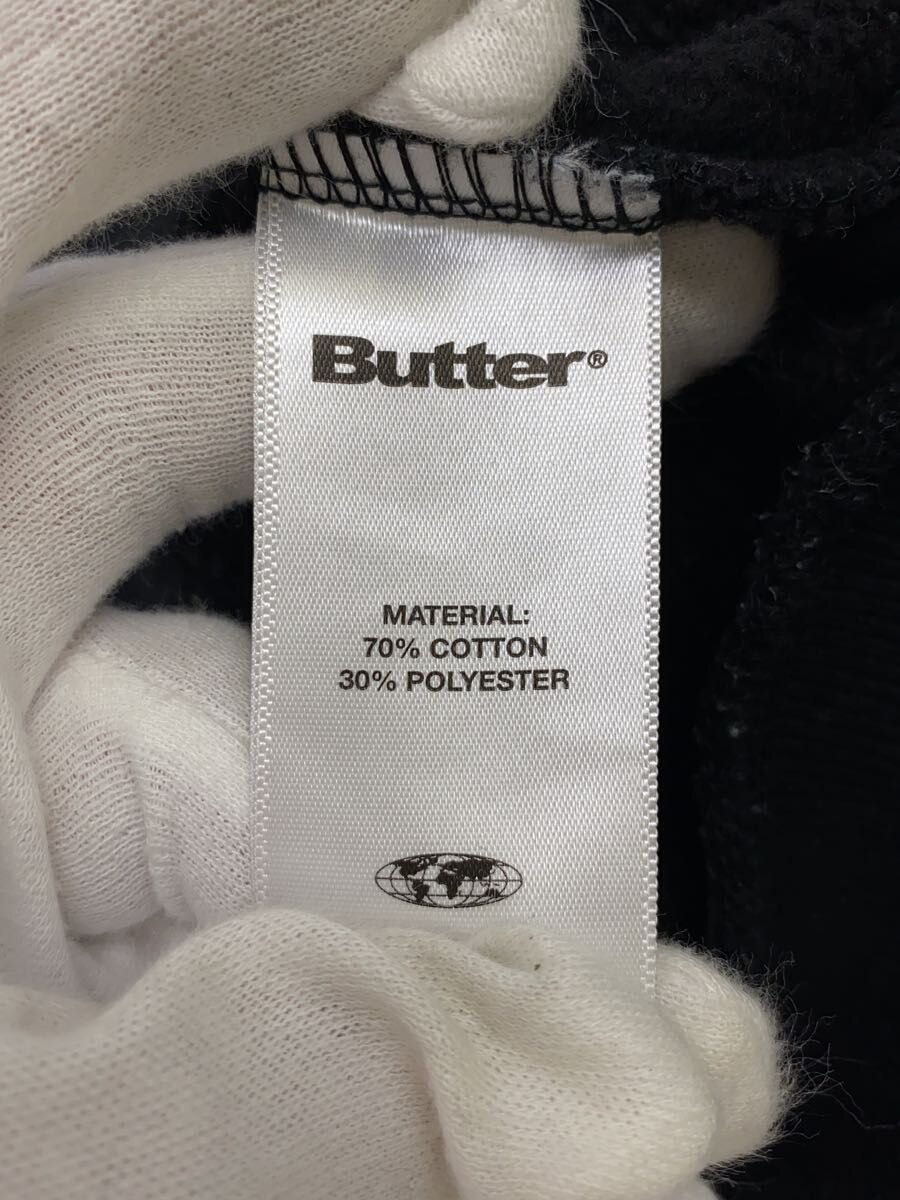 Butter®
MATERIAL:
70% COTTON
30% POLYESTER